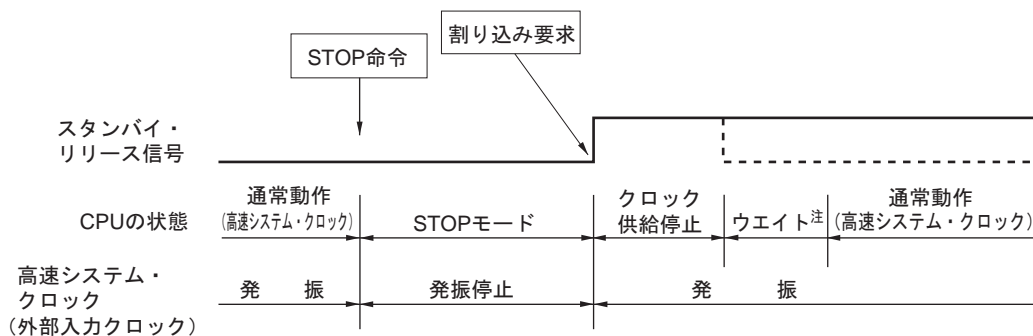 割り込み要求
STOP命令
スタンバイ・
リリース信号
CPUの状態
通常動作
(高速システム・クロック)
STOPモード
クロック
供給停止
ウエイト注
通常動作
(高速システム・クロック)
高速システム・
クロック
(外部入力クロック)
発　振
発振停止
発　振